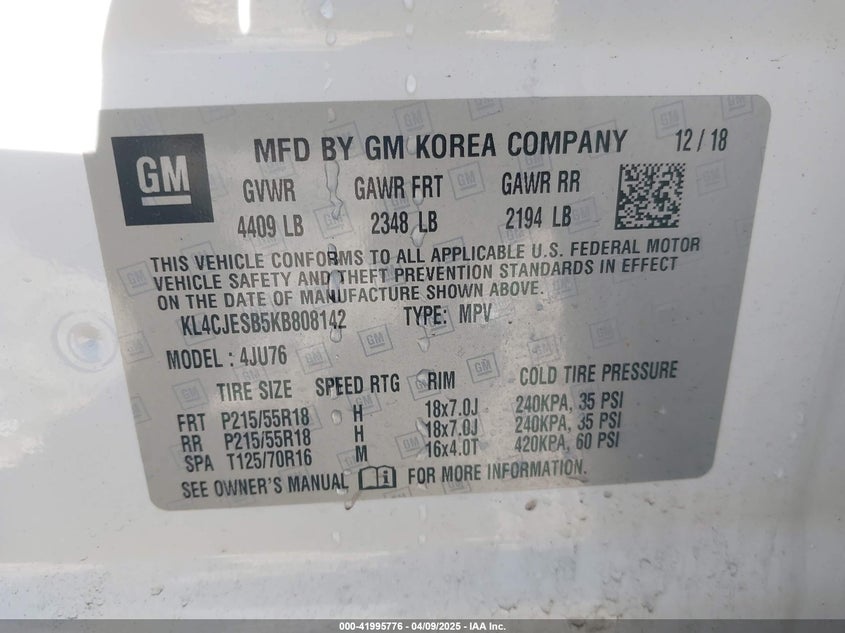 GM
MFD BY GM KOREA COMPANY 12/18
GVWR GAWR FRT GAWR RR
4409 LB 2348 LB 2194 LB
THIS VEHICLE CONFORMS TO ALL APPLICABLE U.S. FEDERAL MOTOR
VEHICLE SAFETY AND THEFT PREVENTION STANDARDS IN EFFECT
ON THE DATE OF MANUFACTURE SHOWN ABOVE.
KL4CJESB5KB808142 TYPE: MPV
MODEL : 4JU76
TIRE SIZE SPEED RTG RIM COLD TIRE PRESSURE
FRT P215/55R18 H 18x7.0J 240KPA, 35 PSI
RR P215/55R18 H 18x7.0J 240KPA, 35 PSI
SPA T125/70R16 M 16x4.0T 420KPA, 60 PSI
SEE OWNER'S MANUAL i FOR MORE INFORMATION.
000-41995776 | 04/09/2025 - IAA Inc.